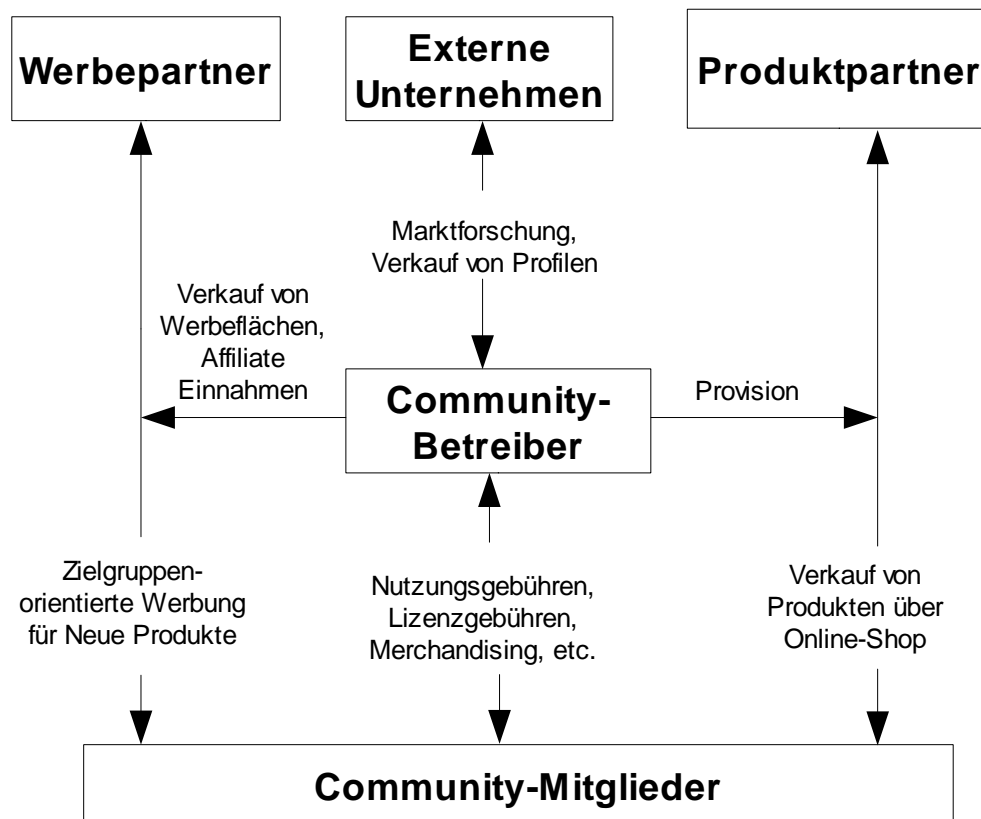 Werbepartner
Externe
Unternehmen
Produktpartner
Marktforschung,
Verkauf von Profilen
Verkauf von
Werbeflächen,
Affiliate
Einnahmen
Community-
Betreiber
Provision
Zielgruppen-
orientierte Werbung
für Neue Produkte
Nutzungsgebühren,
Lizenzgebühren,
Merchandising, etc.
Verkauf von
Produkten über
Online-Shop
Community-Mitglieder